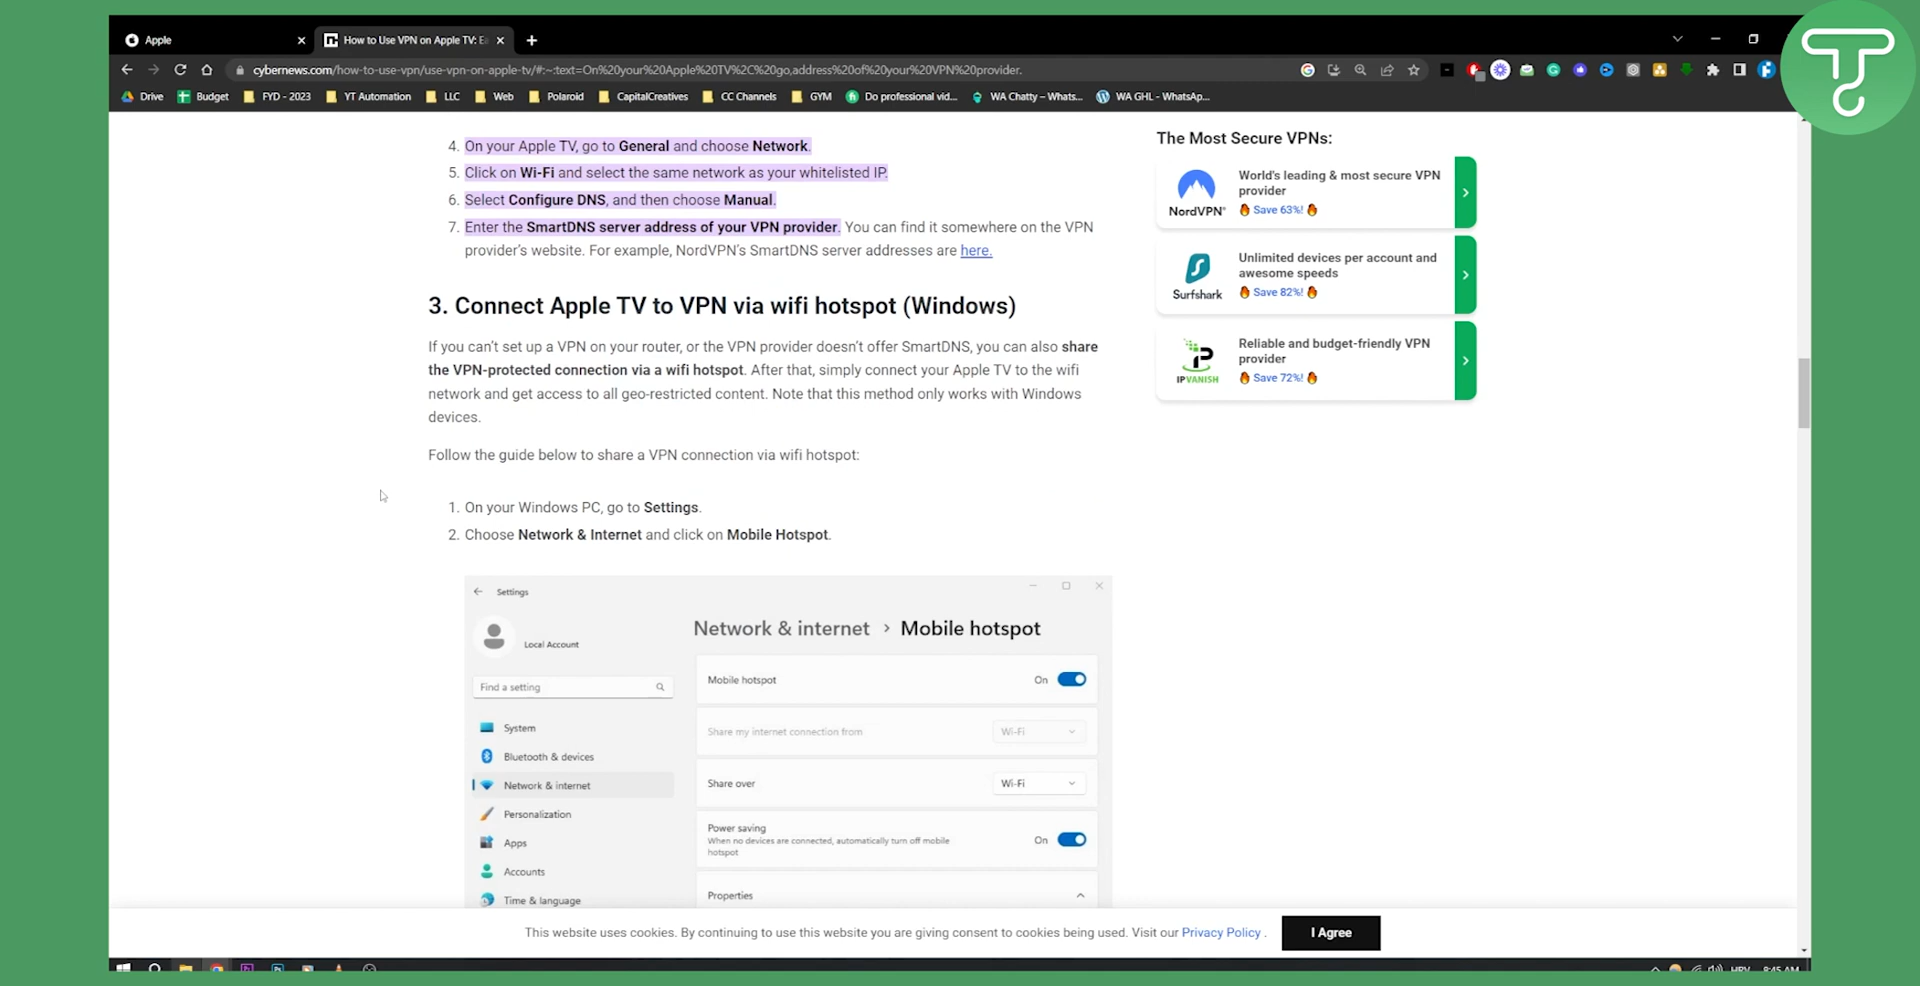 Apple
How to Use VPN on Apple TV: Ea
cybernews.com/how-to-use-vpn/use-vpn-on-apple-tv/#:~:text=On%20your%20Apple%20TV%2C%20go,address%20of%20your%20VPN%20provider.
Drive Budget FYD - 2023 YT Automation LLC Web Polaroid CapitalCreatives CC Channels GYM Do professional vid... WA Chatty – Whats... WA GHL - WhatsApp...
4. On your Apple TV, go to General and choose Network.
5. Click on Wi-Fi and select the same network as your whitelisted IP.
6. Select Configure DNS, and then choose Manual.
7. Enter the SmartDNS server address of your VPN provider. You can find it somewhere on the VPN
provider's website. For example, NordVPN's SmartDNS server addresses are here.
3. Connect Apple TV to VPN via wifi hotspot (Windows)
If you can't set up a VPN on your router, or the VPN provider doesn't offer SmartDNS, you can also share
the VPN-protected connection via a wifi hotspot. After that, simply connect your Apple TV to the wifi
network and get access to all geo-restricted content. Note that this method only works with Windows
devices.
Follow the guide below to share a VPN connection via wifi hotspot:
1. On your Windows PC, go to Settings.
2. Choose Network & Internet and click on Mobile Hotspot.
Settings
Local Account
Find a setting
System
Bluetooth & devices
Network & internet
Personalization
Apps
Accounts
Time & language
Network & internet > Mobile hotspot
Mobile hotspot On
Share my internet connection from Wi-Fi
Share over Wi-Fi
Power saving
When no devices are connected, automatically turn off mobile
hotspot
On
Properties
The Most Secure VPNs:
NordVPN
World's leading & most secure VPN
provider
Save 63%!
Surfshark
Unlimited devices per account and
awesome speeds
Save 82%!
IPVANISH
Reliable and budget-friendly VPN
provider
Save 72%!
This website uses cookies. By continuing to use this website you are giving consent to cookies being used. Visit our Privacy Policy .
I Agree
HRV 8:45 AM